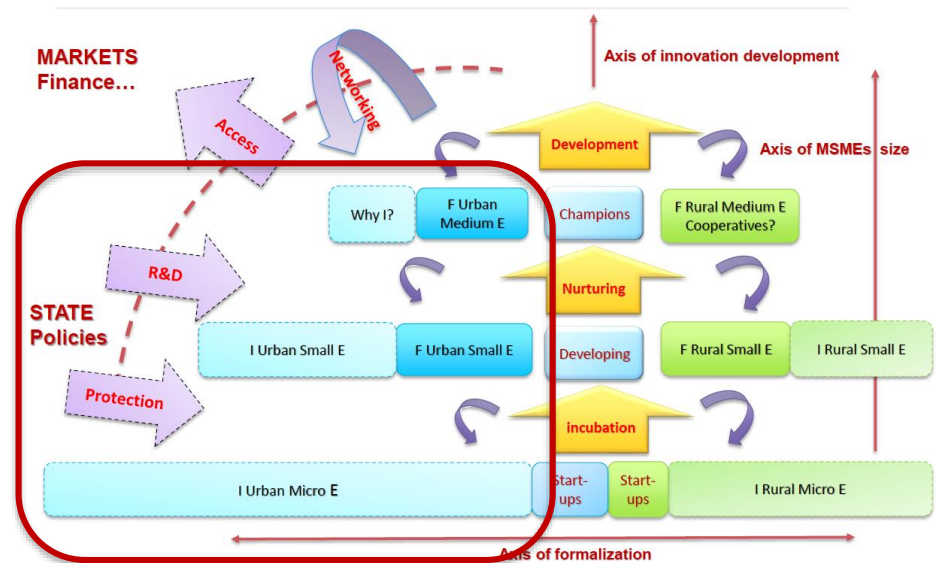 MARKETS
Finance…
Access
Networking
Axis of innovation development
Development
Axis of MSMEs size
Why I?
F Urban
Medium E
Champions
F Rural Medium E
Cooperatives?
R&D
Nurturing
STATE
Policies
I Urban Small E
F Urban Small E
Developing
F Rural Small E
I Rural Small E
Protection
incubation
I Urban Micro E
Start-
ups
Start-
ups
I Rural Micro E
Axis of formalization